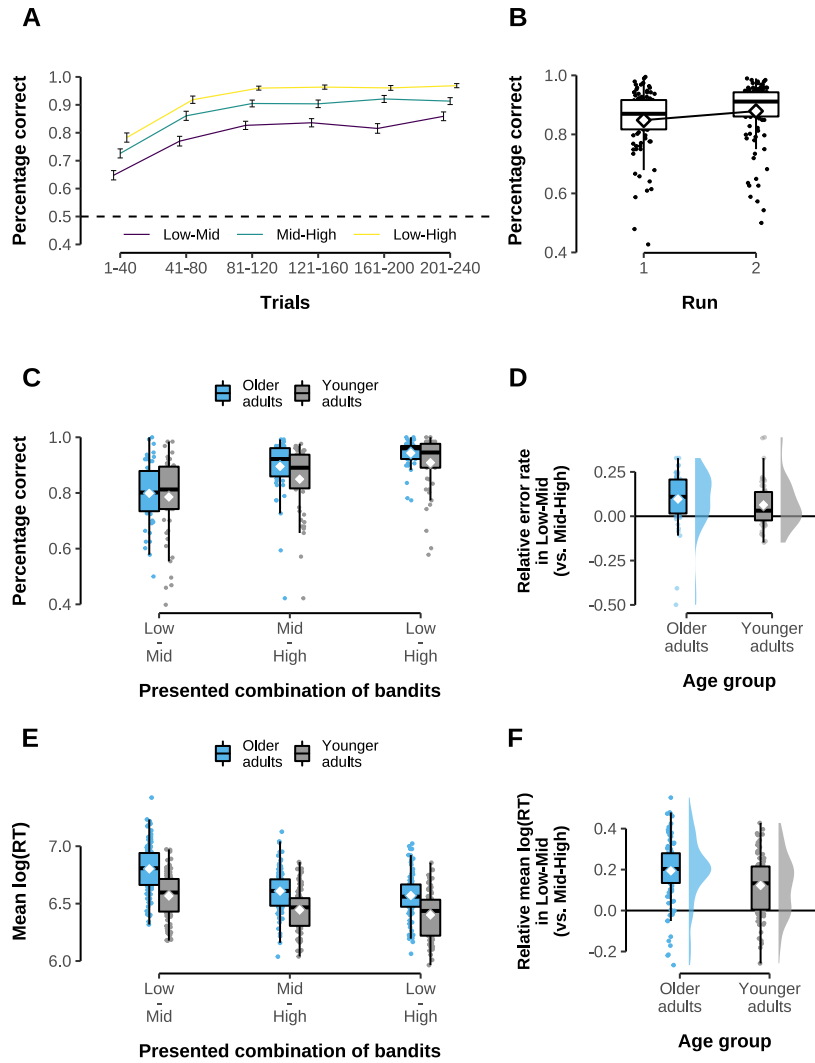 A
Percentage correct
1.0
0.9
0.8
0.7
0.6
0.5
0.4
Low-Mid
Mid-High
Low-High
1-40
41-80
81-120
121-160
161-200
201-240
Trials
B
Percentage correct
1.0
0.8
0.6
0.4
1
2
Run
C
Older
adults
Younger
adults
Percentage correct
1.0
0.8
0.6
0.4
Low
-
Mid
Mid
-
High
Low
-
High
Presented combination of bandits
D
Relative error rate
in Low-Mid
(vs. Mid-High)
0.25
0.00
-0.25
-0.50
Older
adults
Younger
adults
Age group
E
Older
adults
Younger
adults
Mean log(RT)
7.0
6.5
6.0
Low
-
Mid
Mid
-
High
Low
-
High
Presented combination of bandits
F
Relative mean log(RT)
in Low-Mid
(vs. Mid-High)
0.4
0.2
0.0
-0.2
Older
adults
Younger
adults
Age group